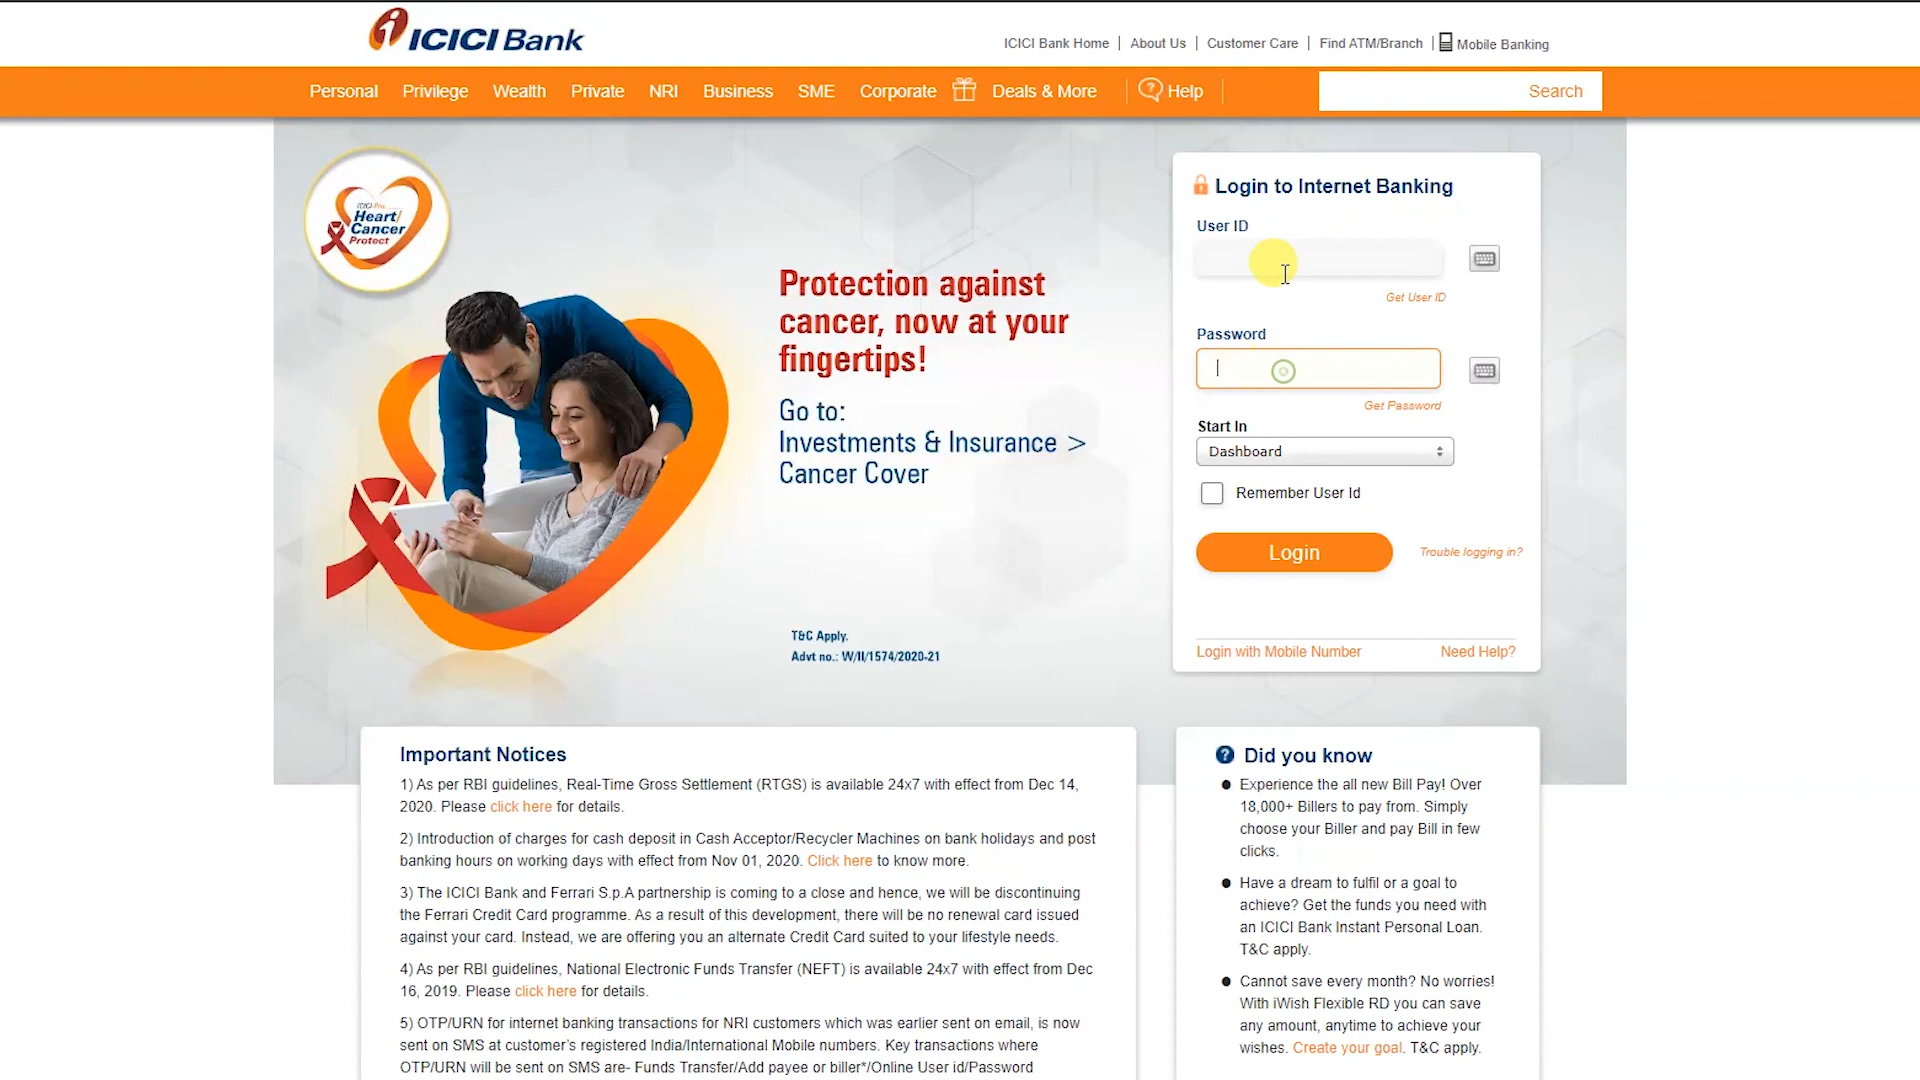 ICICI Bank
ICICI Bank Home | About Us | Customer Care | Find ATM/Branch | Mobile Banking
Personal Privilege Wealth Private NRI Business SME Corporate Deals & More Help Search
Heart/
Cancer
Protect
Protection against
cancer, now at your
fingertips!
Go to:
Investments & Insurance >
Cancer Cover
T&C Apply.
Advt no.: W/II/1574/2020-21
Login to Internet Banking
User ID
Get User ID
Password
Get Password
Start In
Dashboard
Remember User Id
Login
Trouble logging in?
Login with Mobile Number
Need Help?
Important Notices
1) As per RBI guidelines, Real-Time Gross Settlement (RTGS) is available 24x7 with effect from Dec 14,
2020. Please click here for details.
2) Introduction of charges for cash deposit in Cash Acceptor/Recycler Machines on bank holidays and post
banking hours on working days with effect from Nov 01, 2020. Click here to know more.
3) The ICICI Bank and Ferrari S.p.A partnership is coming to a close and hence, we will be discontinuing
the Ferrari Credit Card programme. As a result of this development, there will be no renewal card issued
against your card. Instead, we are offering you an alternate Credit Card suited to your lifestyle needs.
4) As per RBI guidelines, National Electronic Funds Transfer (NEFT) is available 24x7 with effect from Dec
16, 2019. Please click here for details.
5) OTP/URN for internet banking transactions for NRI customers which was earlier sent on email, is now
sent on SMS at customer's registered India/International Mobile numbers. Key transactions where
OTP/URN will be sent on SMS are- Funds Transfer/Add payee or biller*/Online User id/Password
Did you know
Experience the all new Bill Pay! Over
18,000+ Billers to pay from. Simply
choose your Biller and pay Bill in few
clicks.
Have a dream to fulfil or a goal to
achieve? Get the funds you need with
an ICICI Bank Instant Personal Loan.
T&C apply.
Cannot save every month? No worries!
With iWish Flexible RD you can save
any amount, anytime to achieve your
wishes. Create your goal. T&C apply.